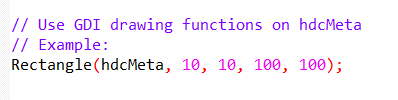 // Use GDI drawing functions on hdcMeta
// Example:
Rectangle(hdcMeta, 10, 10, 100, 100);